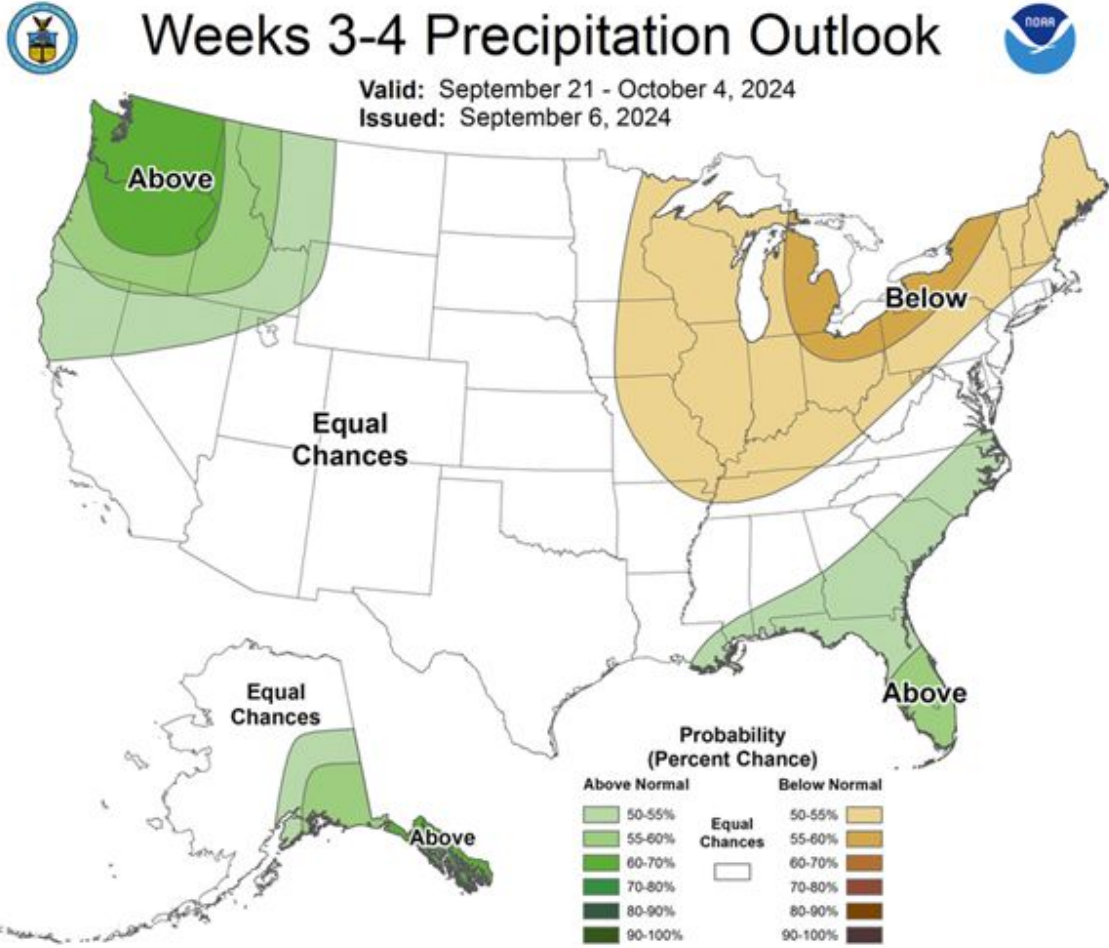 Weeks 3-4 Precipitation Outlook
NOAA
Valid: September 21 - October 4, 2024
Issued: September 6, 2024
Above
Below
Equal
Chances
Above
Equal
Chances
Above
Probability
(Percent Chance)
Above Normal
Below Normal
50-55%
55-60%
60-70%
70-80%
80-90%
90-100%
Equal
Chances
50-55%
55-60%
60-70%
70-80%
80-90%
90-100%